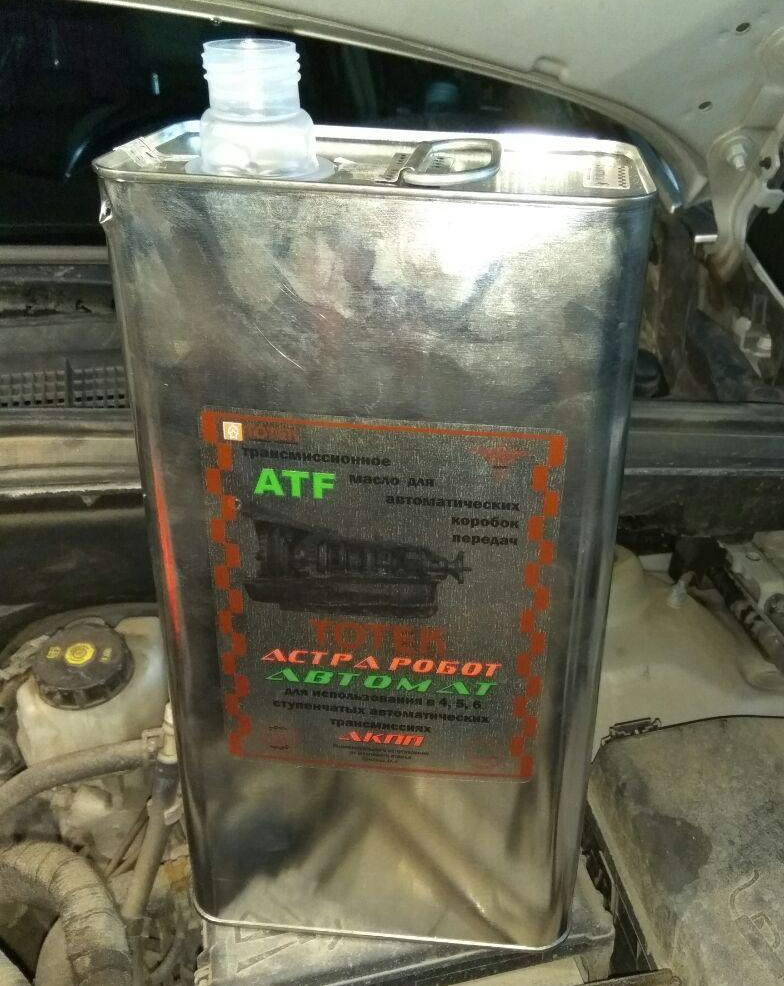 ТОТЕК
трансмиссионное
ATF масло для
автоматических
коробок
передач
ТОТЕК
АСТРА РОБОТ
АВТОМАТ
для использования в 4, 5, 6
ступенчатых автоматических
трансмиссиях
АКПП